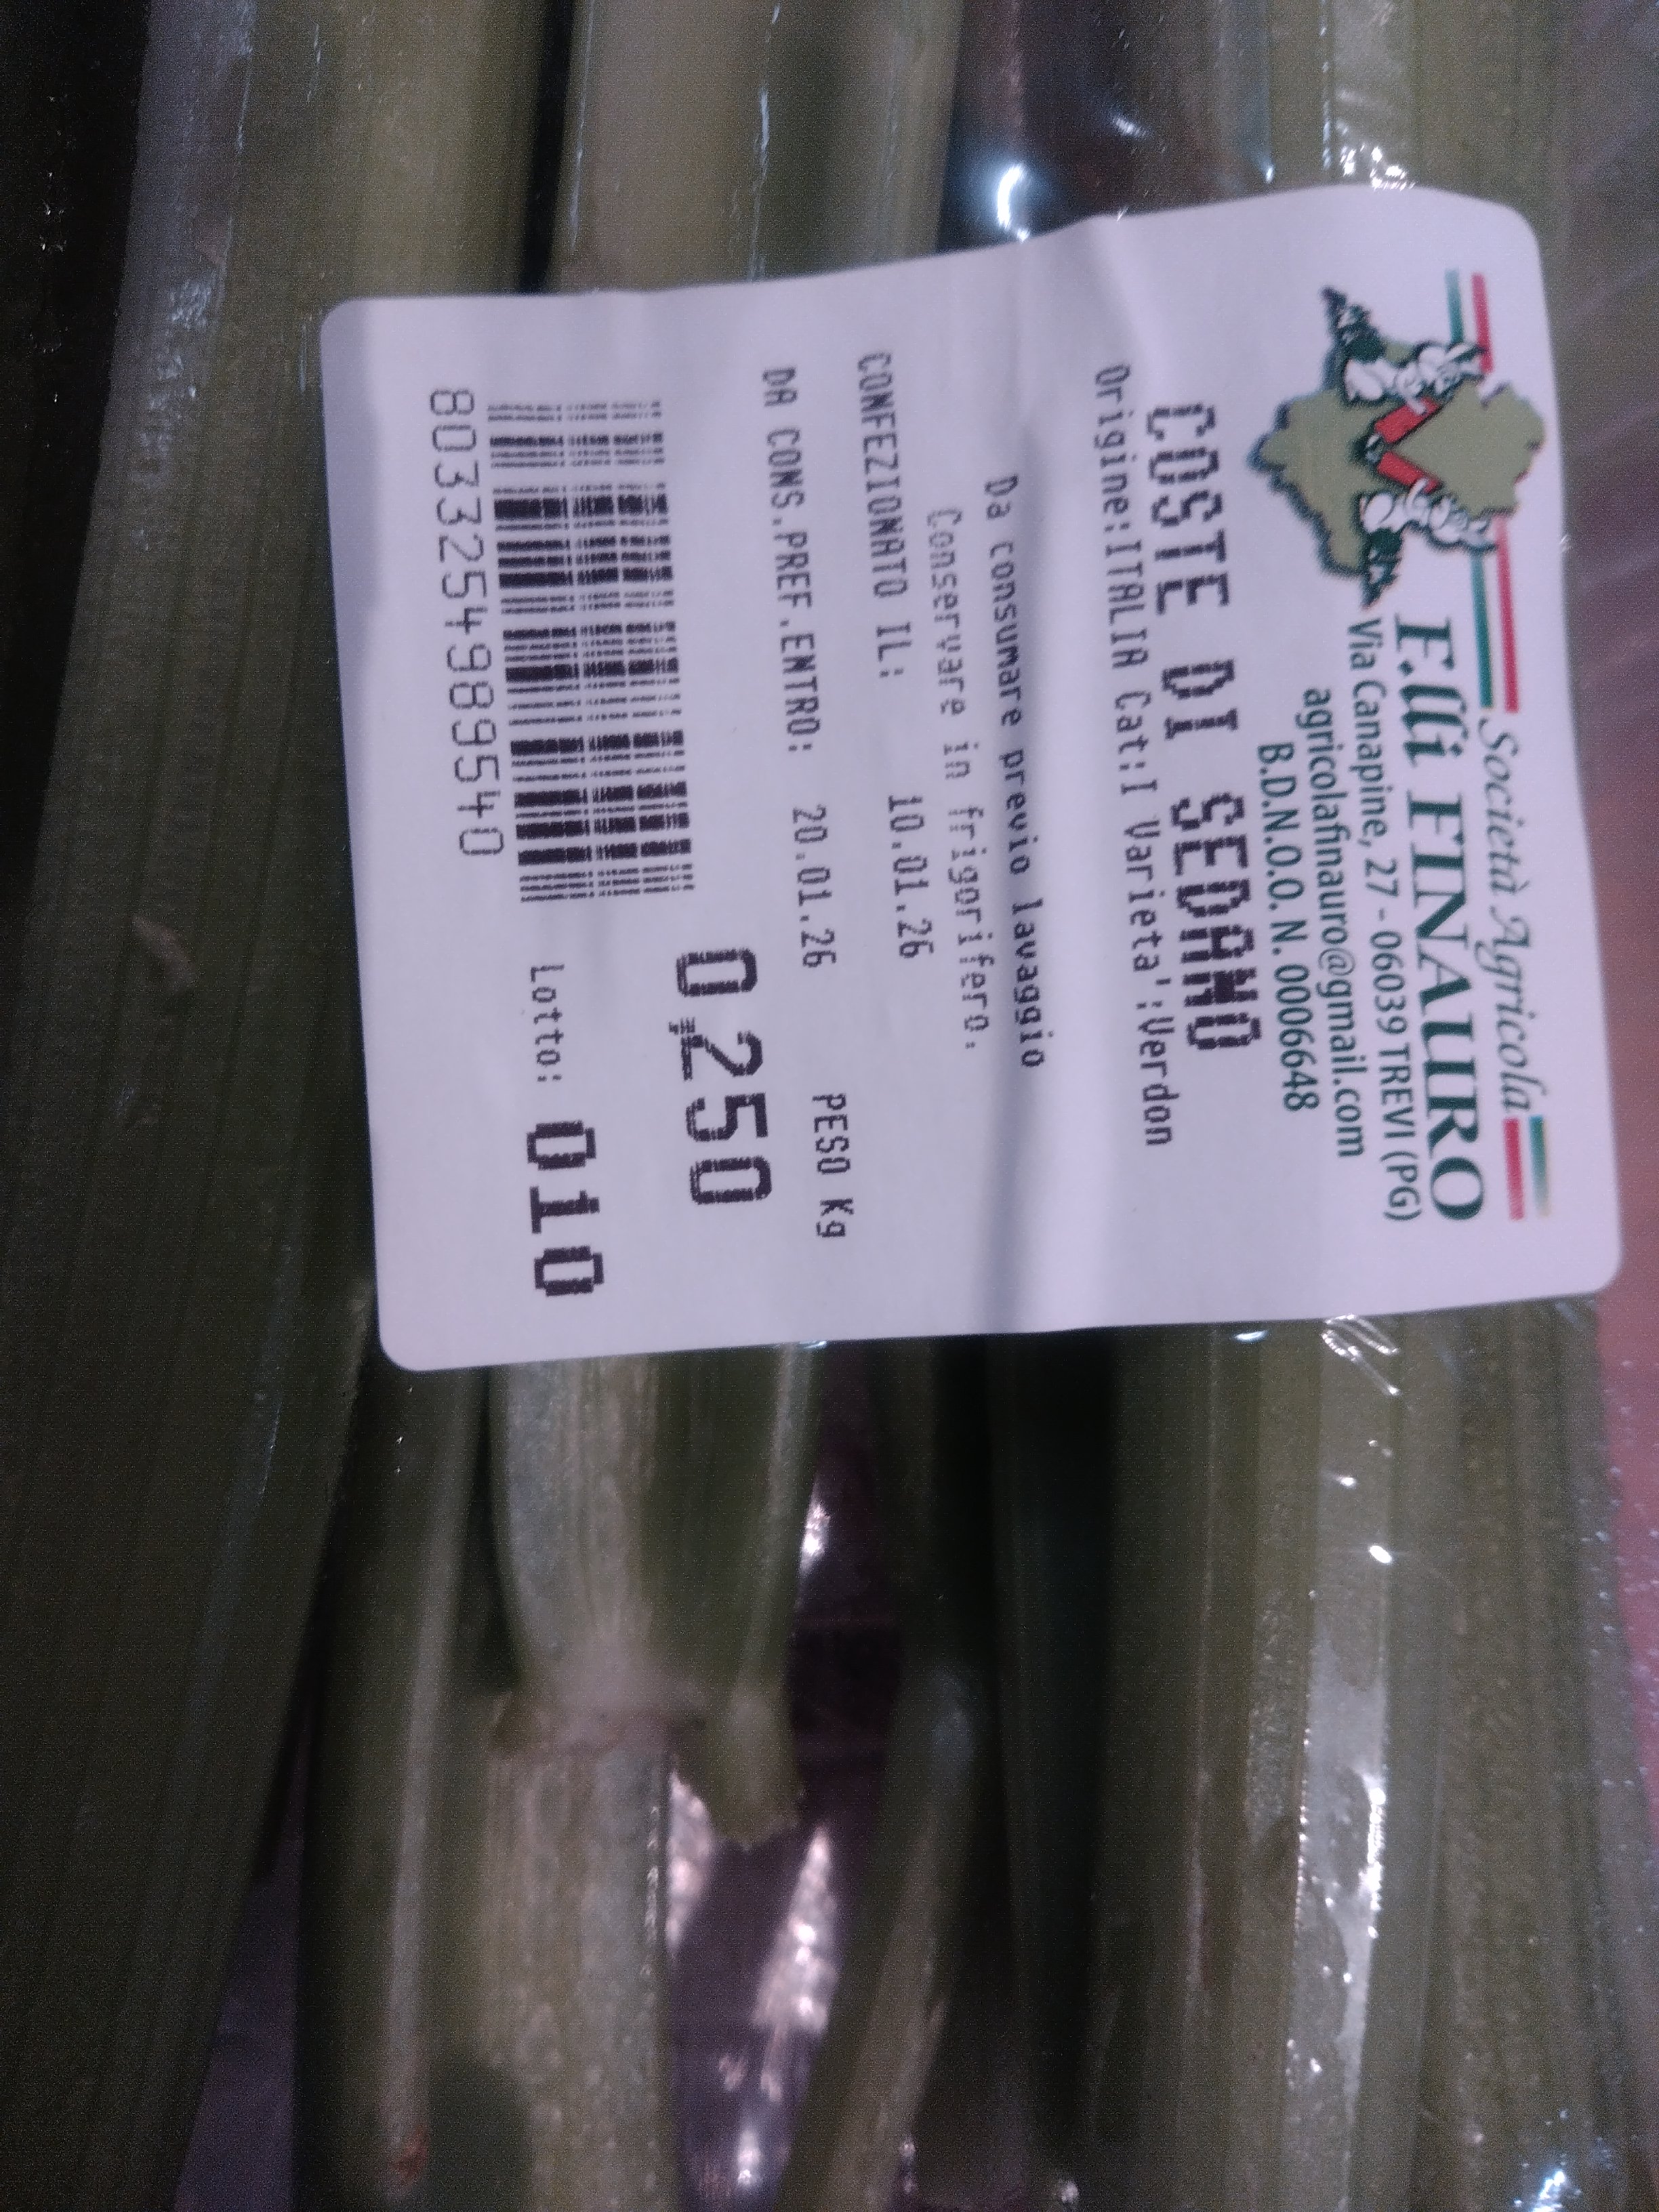 Società Agricola
F.lli FINAURO
Via Canapine, 27 - 06039 TREVI (PG)
agricolafinauro@gmail.com
B.D.N.O.O. N. 0006648
COSTE DI SEDANO
Origine:ITALIA Cat:I Varieta':Verdon
Da consumare previo lavaggio
Conservare in frigorifero.
CONFEZIONATO IL: 10.01.26
DA CONS.PREF.ENTRO: 20.01.26
PESO Kg
0,250
8033254989540
Lotto: 010